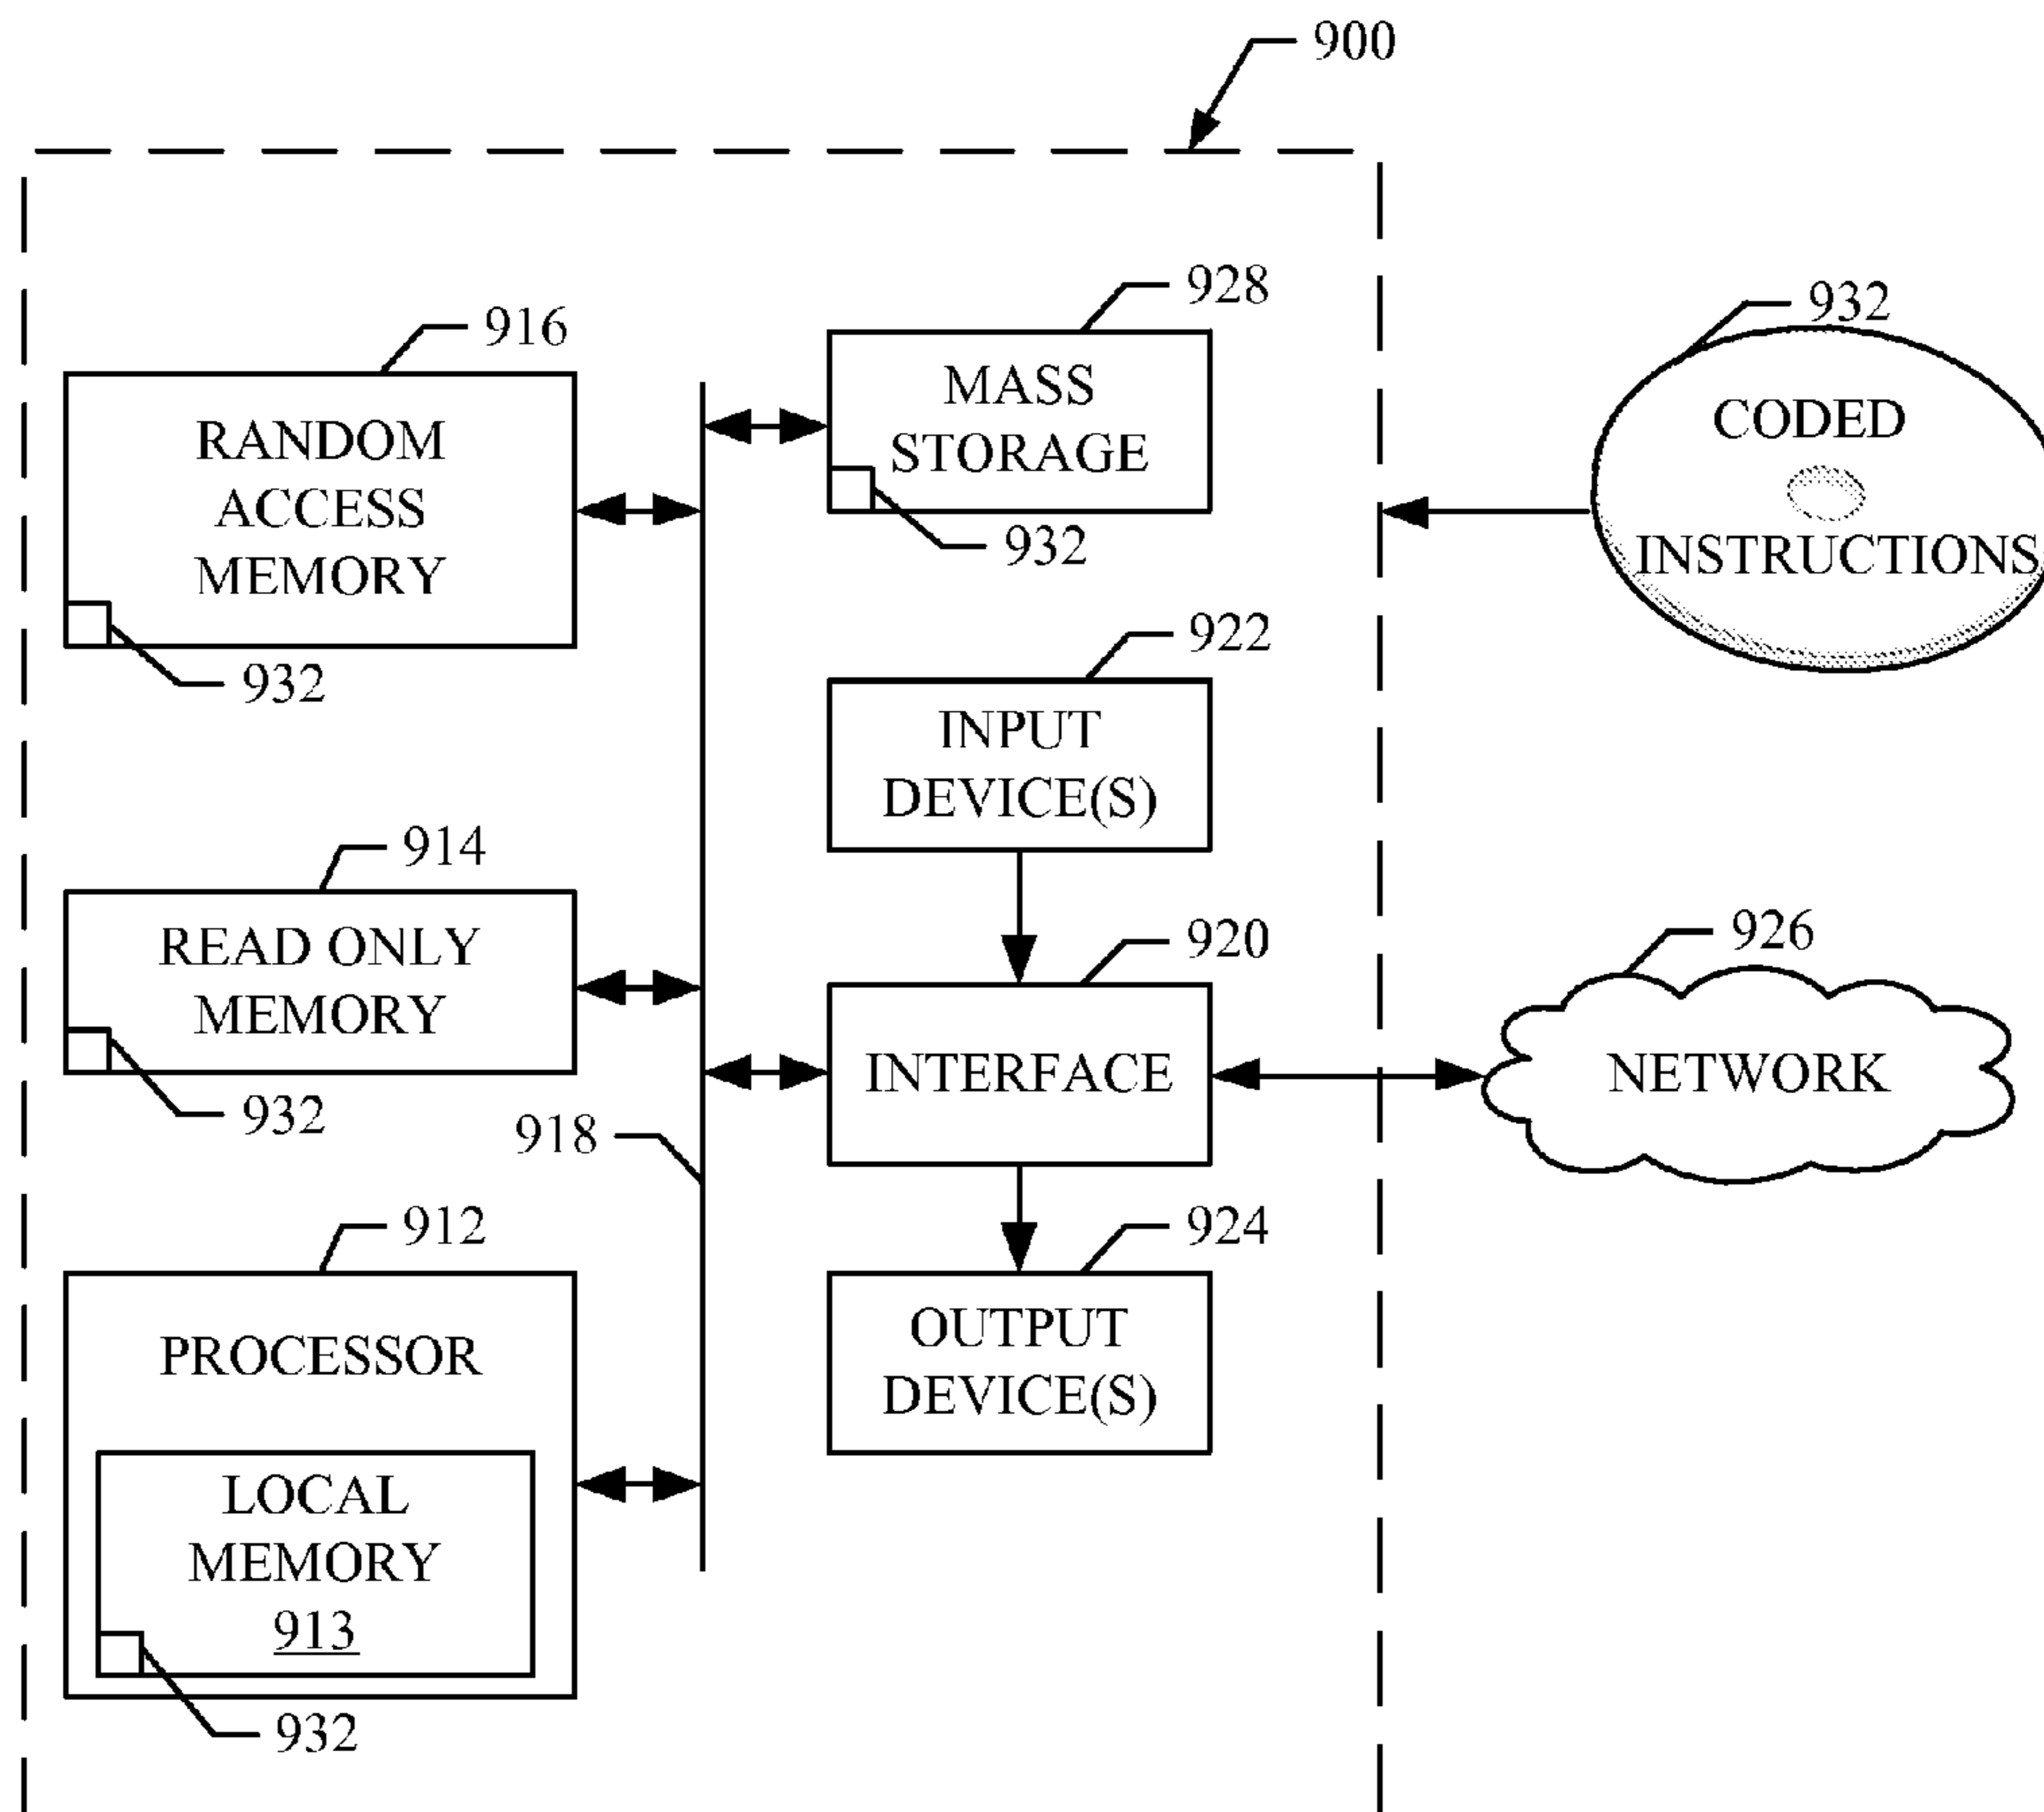 900
928
932
916
MASS
STORAGE
CODED
INSTRUCTIONS
RANDOM
ACCESS
MEMORY
932
932
922
INPUT
DEVICE(S)
914
READ ONLY
MEMORY
920
926
INTERFACE
NETWORK
932
918
912
924
PROCESSOR
OUTPUT
DEVICE(S)
LOCAL
MEMORY
913
932